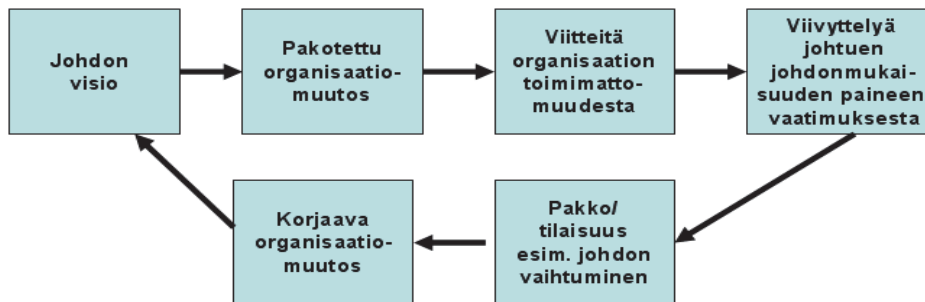 Johdon
visio
Pakotettu
organisaatio-
muutos
Viitteitä
organisaation
toimimatto-
muudesta
Viivyttelyä
johtuen
johdonmukai-
suuden paineen
vaatimuksesta
Pakko/
tilaisuus
esim. johdon
vaihtuminen
Korjaava
organisaatio-
muutos